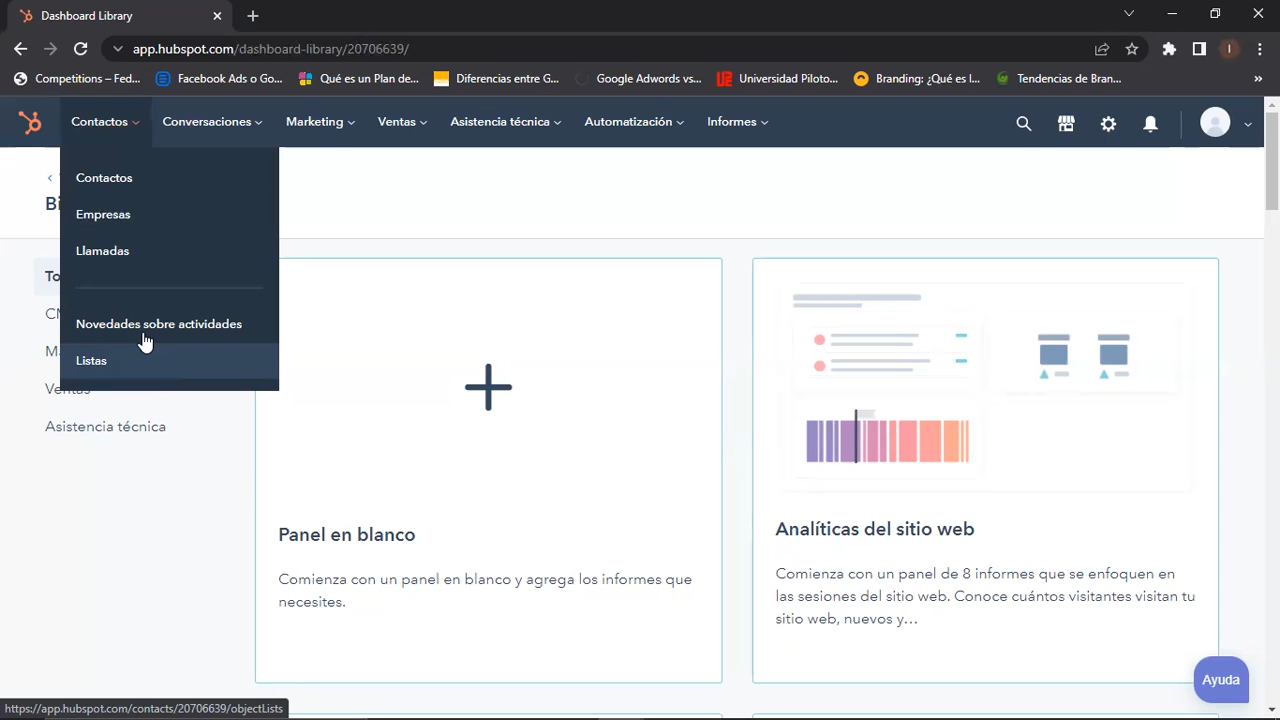 Dashboard Library
app.hubspot.com/dashboard-library/20706639/
Competitions – Fed...
Facebook Ads o Go...
Qué es un Plan de...
Diferencias entre G...
Google Adwords vs...
Universidad Piloto...
Branding: ¿Qué es l...
Tendencias de Bran...
»
I
Contactos
Conversaciones
Marketing
Ventas
Asistencia técnica
Automatización
Informes
Contactos
Empresas
Llamadas
Novedades sobre actividades
Listas
Ventas
Asistencia técnica
Panel en blanco
Comienza con un panel en blanco y agrega los informes que
necesites.
Analíticas del sitio web
Comienza con un panel de 8 informes que se enfoquen en
las sesiones del sitio web. Conoce cuántos visitantes visitan tu
sitio web, nuevos y…
Ayuda
https://app.hubspot.com/contacts/20706639/objectLists